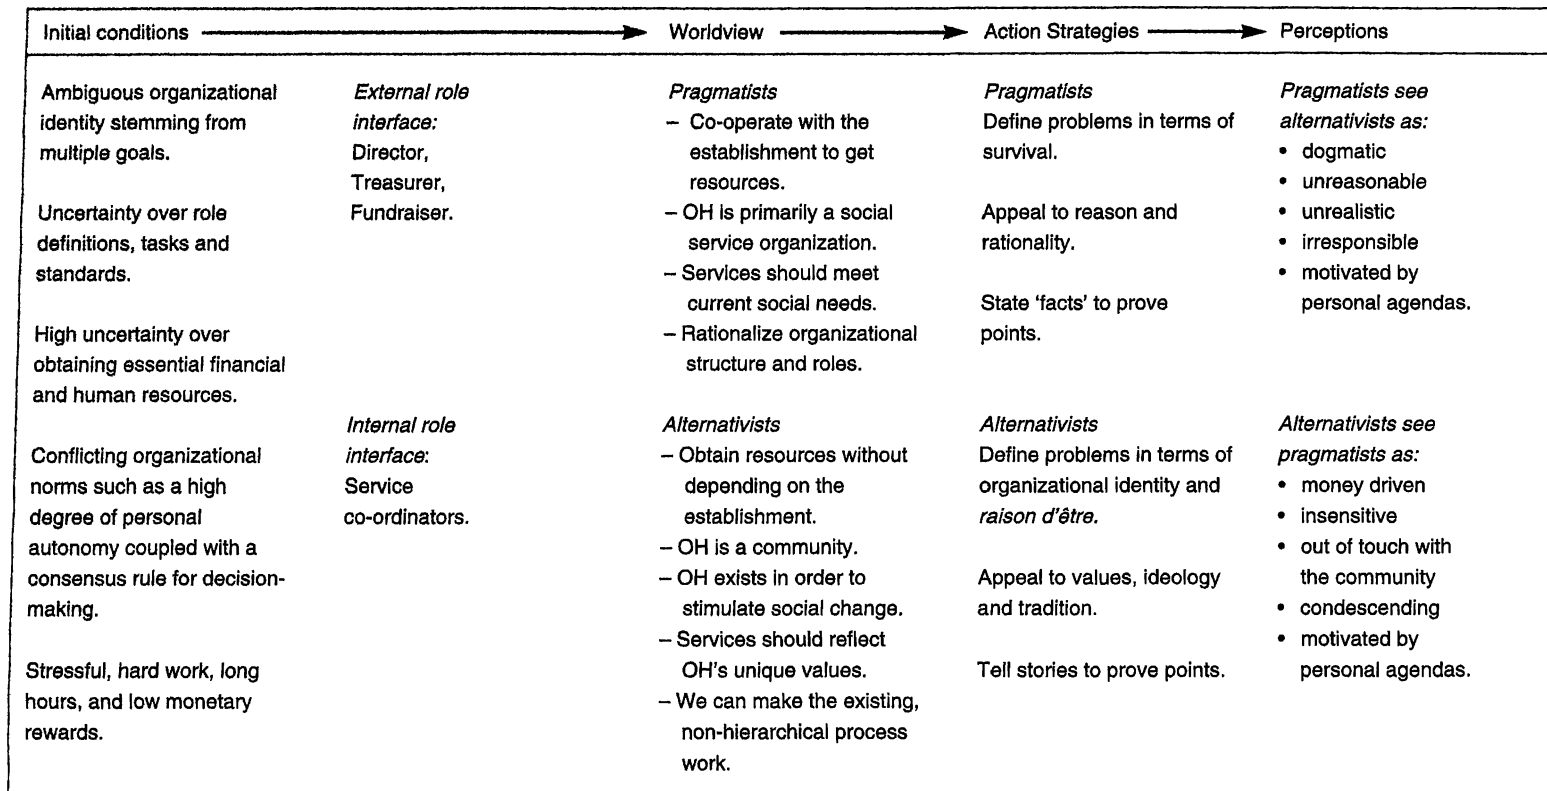 Initial conditions Worldview Action Strategies Perceptions
Ambiguous organizational
identity stemming from
multiple goals.
Uncertainty over role
definitions, tasks and
standards.
High uncertainty over
obtaining essential financial
and human resources.
Conflicting organizational
norms such as a high
degree of personal
autonomy coupled with a
consensus rule for decision-
making.
Stressful, hard work, long
hours, and low monetary
rewards.
External role
interface:
Director,
Treasurer,
Fundraiser.
Internal role
interface:
Service
co-ordinators.
Pragmatists
– Co-operate with the
establishment to get
resources.
– OH is primarily a social
service organization.
– Services should meet
current social needs.
– Rationalize organizational
structure and roles.
Alternativists
– Obtain resources without
depending on the
establishment.
– OH is a community.
– OH exists in order to
stimulate social change.
– Services should reflect
OH's unique values.
– We can make the existing,
non-hierarchical process
work.
Pragmatists
Define problems in terms of
survival.
Appeal to reason and
rationality.
State 'facts' to prove
points.
Alternativists
Define problems in terms of
organizational identity and
raison d'être.
Appeal to values, ideology
and tradition.
Tell stories to prove points.
Pragmatists see
alternativists as:
• dogmatic
• unreasonable
• unrealistic
• irresponsible
• motivated by
personal agendas.
Alternativists see
pragmatists as:
• money driven
• insensitive
• out of touch with
the community
• condescending
• motivated by
personal agendas.